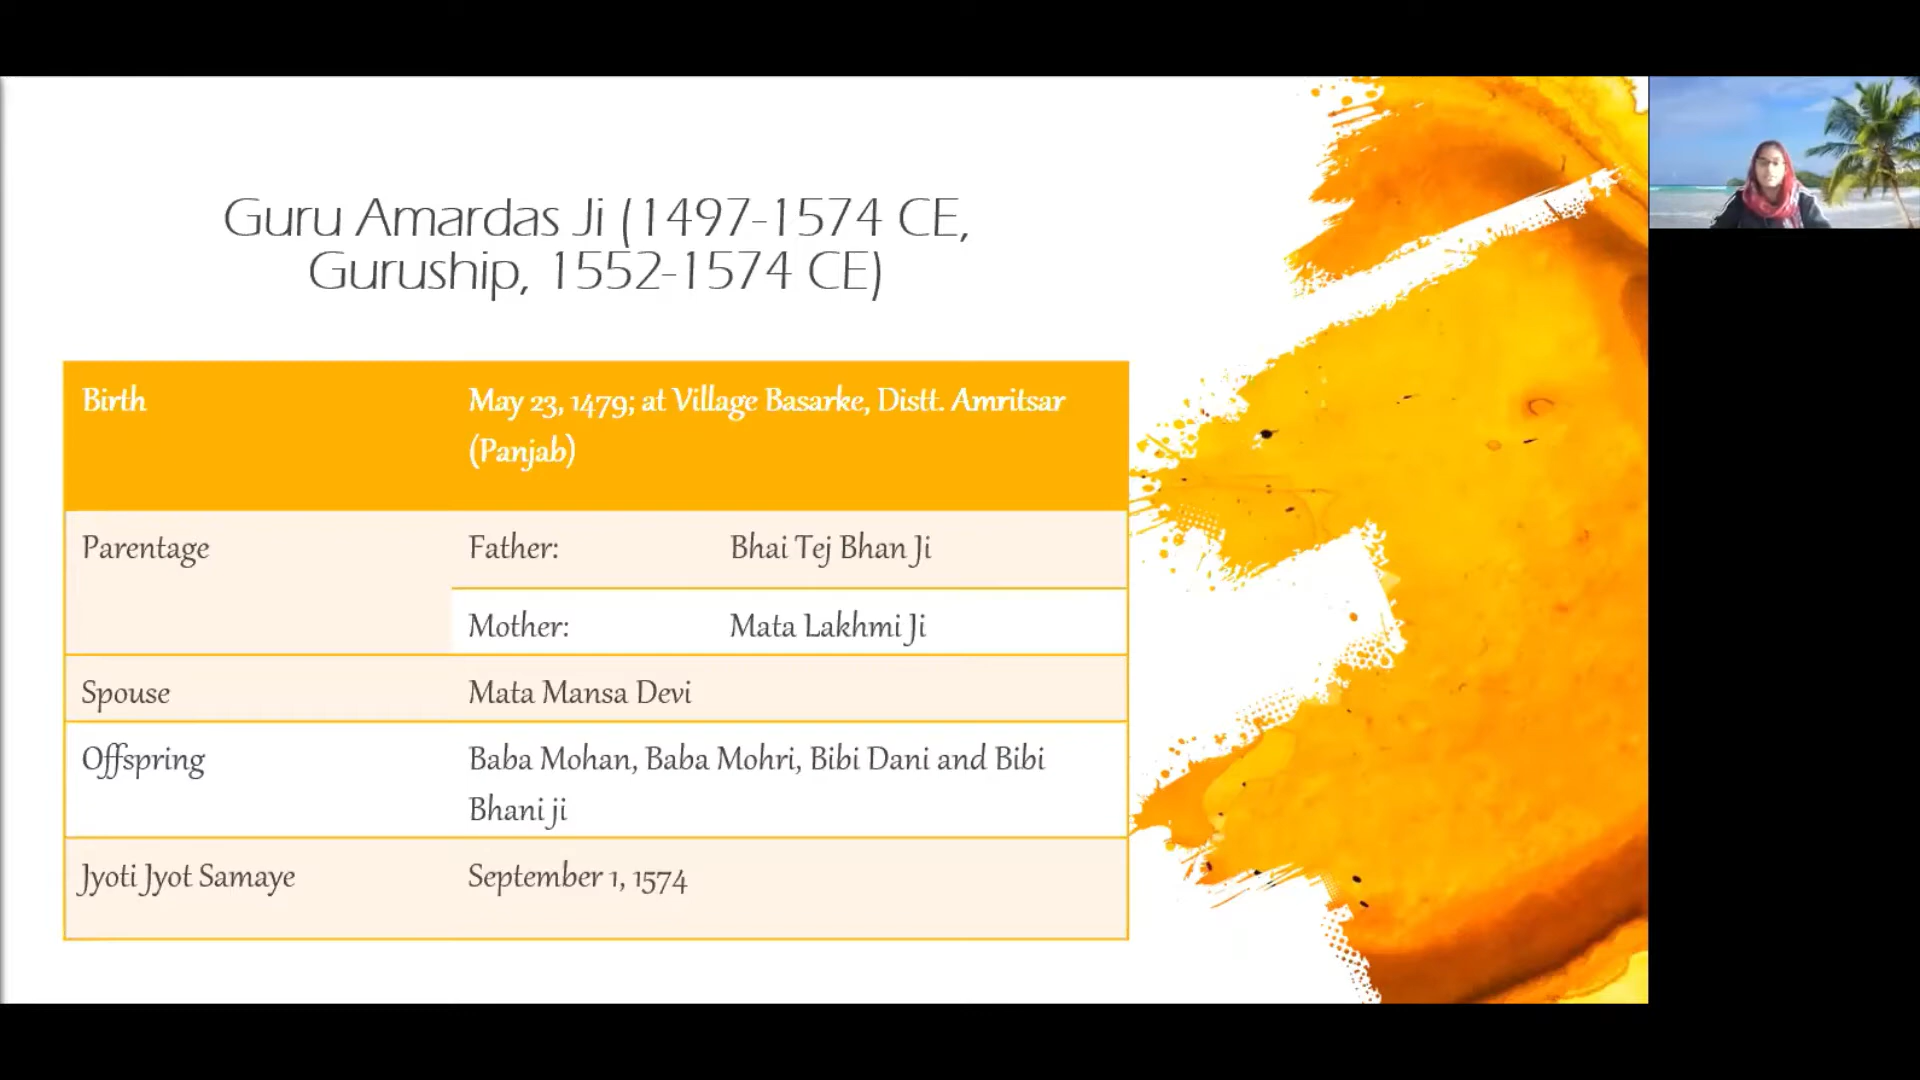 Guru Amardas Ji (1497-1574 CE,
Guruship, 1552-1574 CE)
Birth May 23, 1479; at Village Basarke, Distt. Amritsar
(Panjab)
Parentage Father: Bhai Tej Bhan Ji
Mother: Mata Lakhmi Ji
Spouse Mata Mansa Devi
Offspring Baba Mohan, Baba Mohri, Bibi Dani and Bibi
Bhani ji
Jyoti Jyot Samaye September 1, 1574